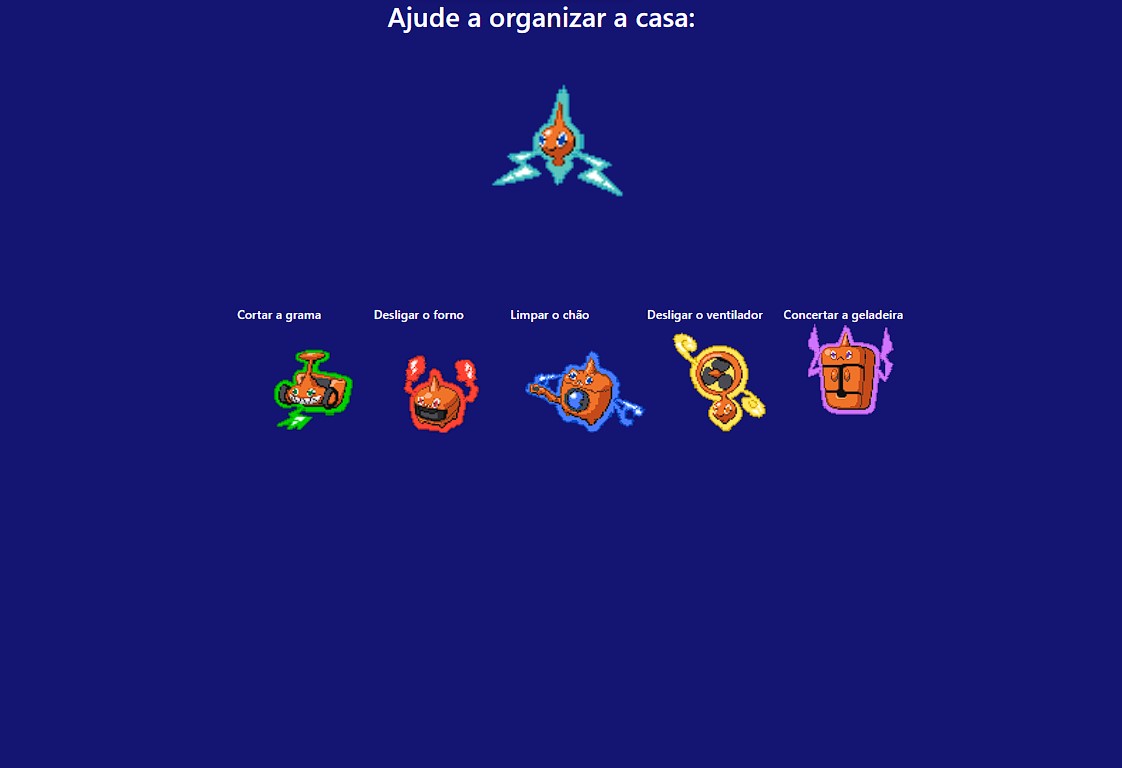 Ajude a organizar a casa:
Cortar a grama
Desligar o forno
Limpar o chão
Desligar o ventilador
Concertar a geladeira